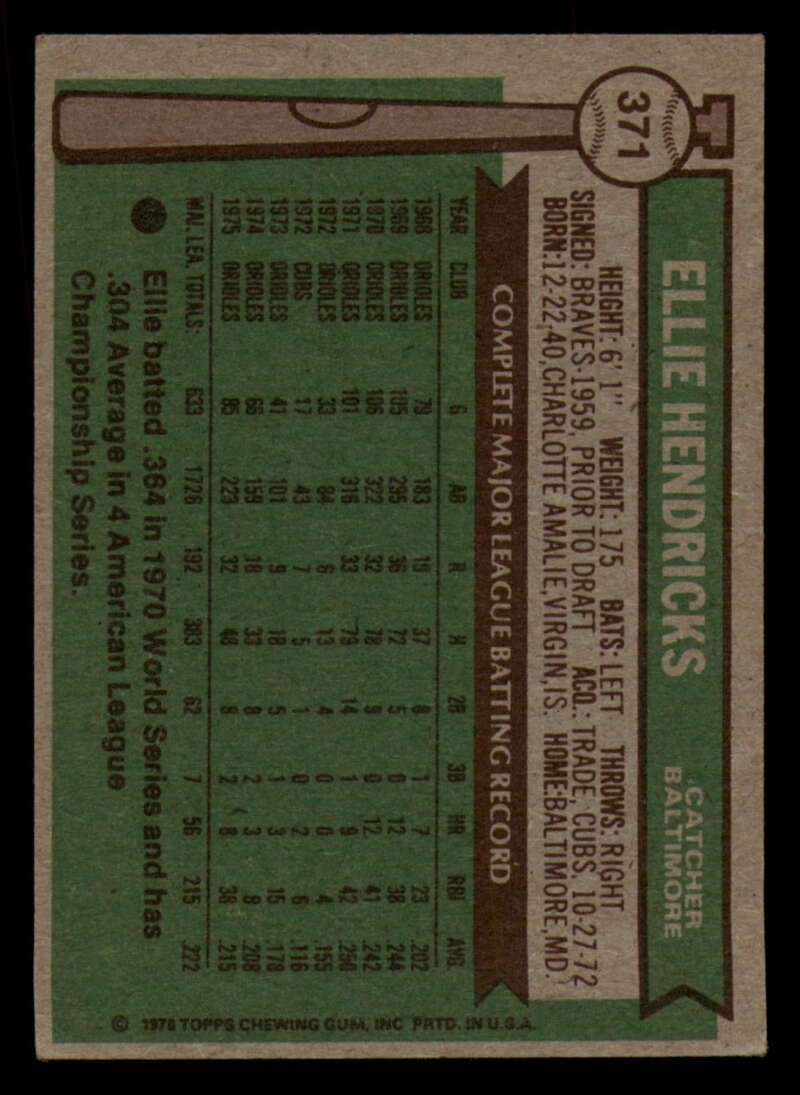 371
ELLIE HENDRICKS
CATCHER
BALTIMORE
HEIGHT: 6' 1" WEIGHT: 175 BATS: LEFT THROWS: RIGHT
SIGNED: BRAVES-1959, PRIOR TO DRAFT ACQ.: TRADE, CUBS, 10-27-72
BORN:12-22-40,CHARLOTTE AMALIE,VIRGIN,IS. HOME:BALTIMORE,MD.
COMPLETE MAJOR LEAGUE BATTING RECORD
YEAR CLUB G AB R H 2B 3B HR RBI AVG.
1968 ORIOLES 79 183 19 37 8 1 7 23 .202
1969 ORIOLES 105 295 36 72 5 0 12 38 .244
1970 ORIOLES 106 322 32 78 9 0 12 41 .242
1971 ORIOLES 101 316 33 79 14 1 9 42 .250
1972 ORIOLES 33 84 6 13 4 0 0 4 .155
1972 CUBS 17 43 7 5 1 0 2 6 .116
1973 ORIOLES 41 101 9 18 5 1 3 15 .178
1974 ORIOLES 66 159 18 33 8 2 3 8 .208
1975 ORIOLES 85 223 32 48 8 2 8 38 .215
MAJ. LEA. TOTALS: 633 1726 192 383 62 7 56 215 .222
Ellie batted .364 in 1970 World Series and has
.304 Average in 4 American League
Championship Series.
© 1976 TOPPS CHEWING GUM, INC PRTD. IN U.S.A.